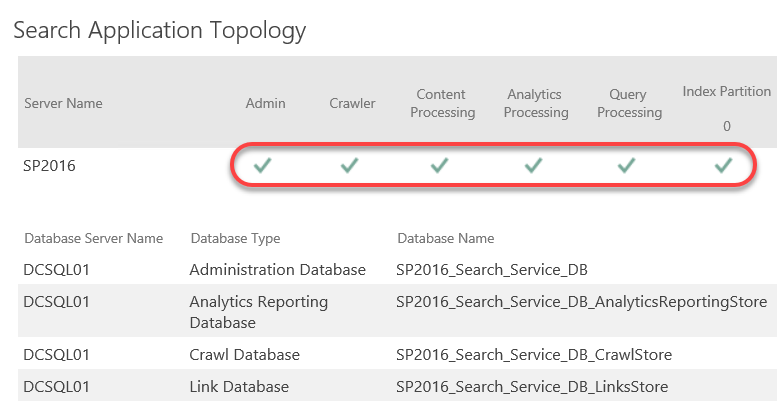 Search Application Topology
Server Name Admin Crawler Content Processing Analytics Processing Query Processing Index Partition
0
SP2016
Database Server Name Database Type Database Name
DCSQL01 Administration Database SP2016_Search_Service_DB
DCSQL01 Analytics Reporting Database SP2016_Search_Service_DB_AnalyticsReportingStore
DCSQL01 Crawl Database SP2016_Search_Service_DB_CrawlStore
DCSQL01 Link Database SP2016_Search_Service_DB_LinksStore